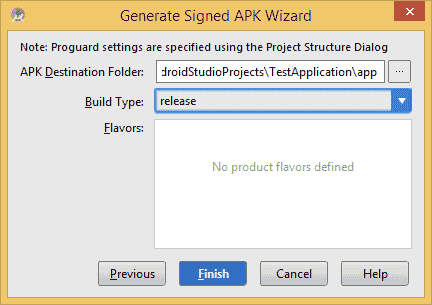 Generate Signed APK Wizard
Note: Proguard settings are specified using the Project Structure Dialog
APK Destination Folder: droidStudioProjects\TestApplication\app ...
Build Type: release
Flavors:
No product flavors defined
Previous Finish Cancel Help